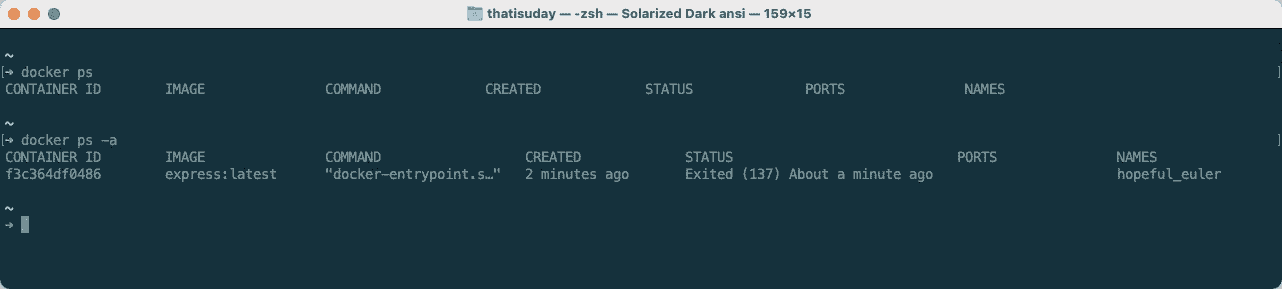 thatisuday — -zsh — Solarized Dark ansi — 159×15
~
[→ docker ps ]
CONTAINER ID IMAGE COMMAND CREATED STATUS PORTS NAMES
~
[→ docker ps -a ]
CONTAINER ID IMAGE COMMAND CREATED STATUS PORTS NAMES
f3c364df0486 express:latest "docker-entrypoint.s…" 2 minutes ago Exited (137) About a minute ago hopeful_euler
~
→